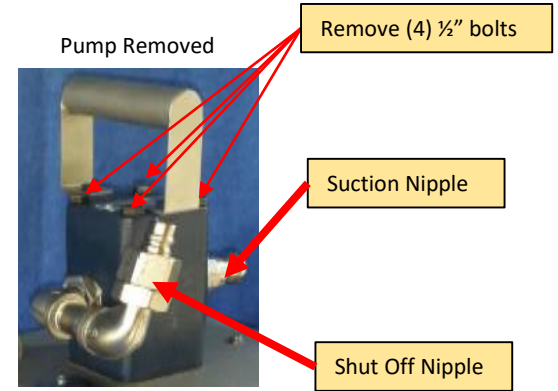 Remove (4) ½” bolts
Pump Removed
Suction Nipple
Shut Off Nipple